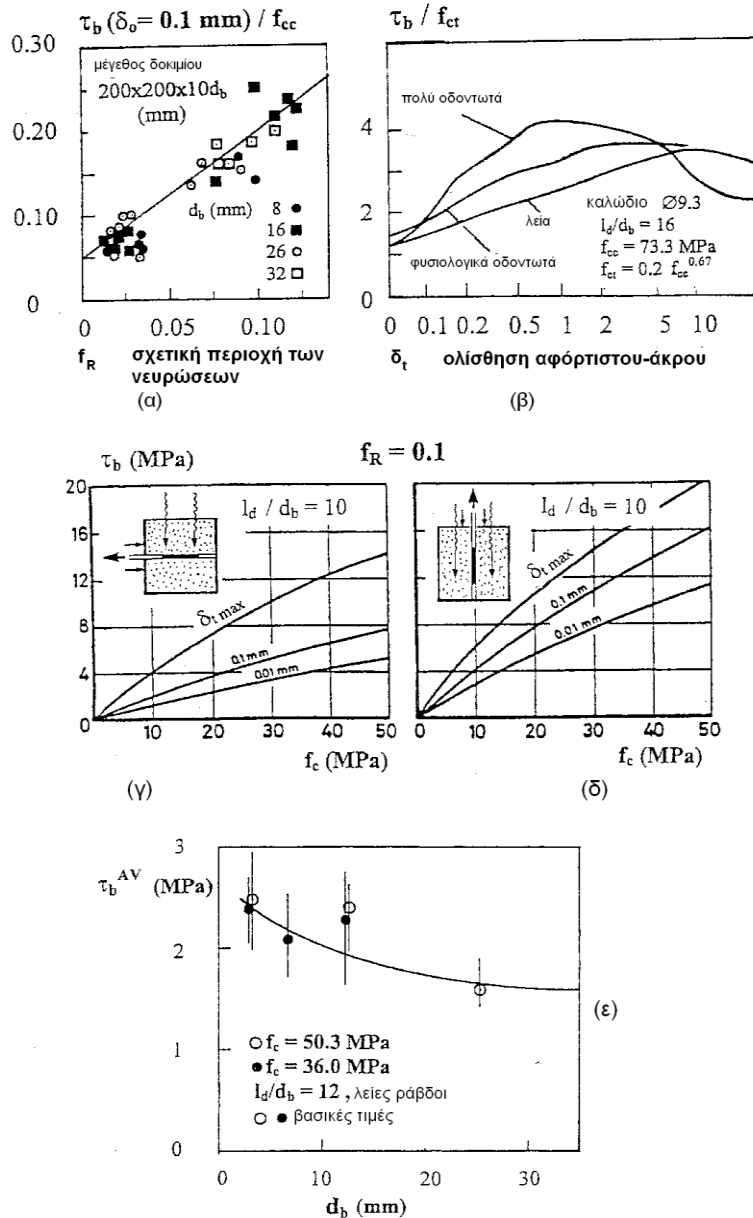 τb (δo= 0.1 mm) / fcc
0.30
0.20
0.10
0
μέγεθος δοκιμίου
200x200x10db
(mm)
db (mm)
8
16
26
32
0 0.05 0.10
fR σχετική περιοχή των
νευρώσεων
(α)
τb / fct
4
2
0
πολύ οδοντωτά
λεία
φυσιολογικά οδοντωτά
καλώδιο ∅9.3
ld/db = 16
fcc = 73.3 MPa
fct = 0.2 fcc0.67
0 0.1 0.2 0.5 1 2 5 10
δt ολίσθηση αφόρτιστου-άκρου
(β)
τb (MPa)
fR = 0.1
20
16
12
8
4
0
ld / db = 10
δt max
0.1 mm
0.01 mm
10 20 30 40 50
fc (MPa)
(γ)
ld / db = 10
δt max
0.1 mm
0.01 mm
0 10 20 30 40 50
fc (MPa)
(δ)
τbAV (MPa)
3
2
1
0
fc = 50.3 MPa
fc = 36.0 MPa
ld/db = 12 , λείες ράβδοι
βασικές τιμές
0 10 20 30
db (mm)
(ε)